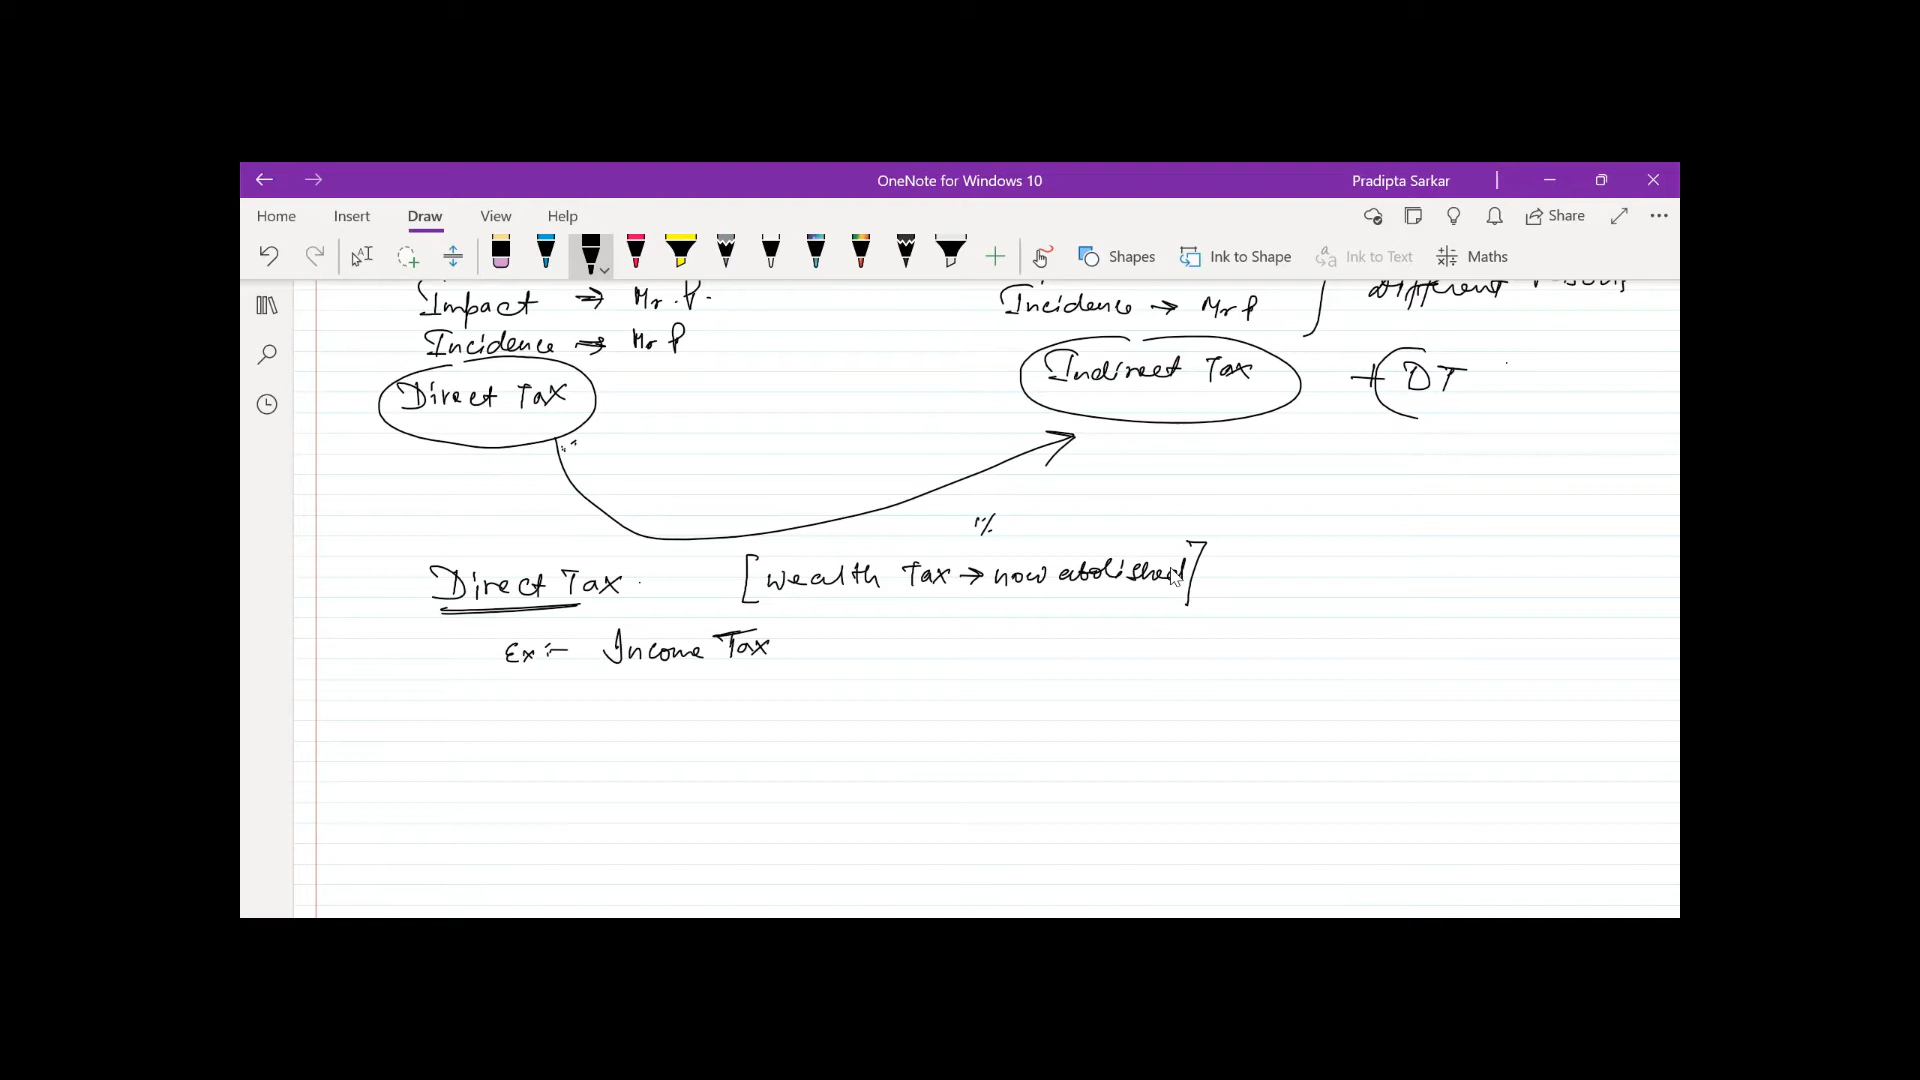 OneNote for Windows 10
Pradipta Sarkar
Home Insert Draw View Help
Share
Shapes Ink to Shape Ink to Text Maths
Impact → Mr. P.
Incidence → Mr P
Direct Tax
Incidence → Mr P
different
Indirect Tax
+ DT
1%
Direct Tax
[Wealth Tax → now abolished]
Ex :- Income Tax